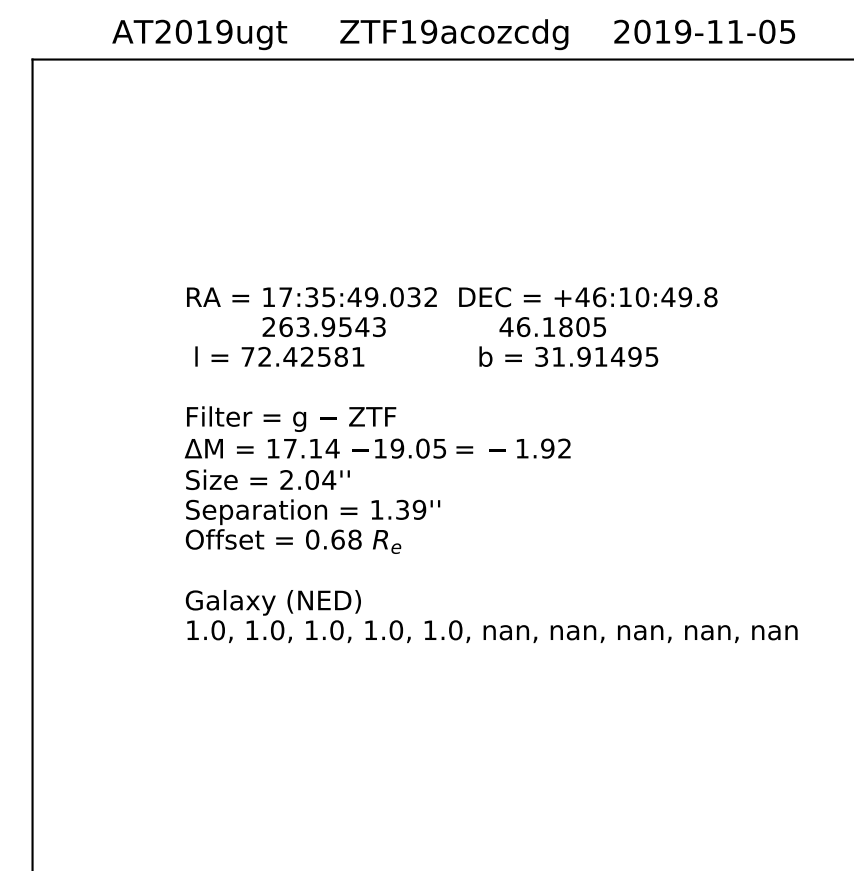 AT2019ugt ZTF19acozcdg 2019-11-05
RA = 17:35:49.032 DEC = +46:10:49.8
263.9543 46.1805
l = 72.42581 b = 31.91495
Filter = g − ZTF
ΔM = 17.14 −19.05 = − 1.92
Size = 2.04''
Separation = 1.39''
Offset = 0.68 Re
Galaxy (NED)
1.0, 1.0, 1.0, 1.0, 1.0, nan, nan, nan, nan, nan